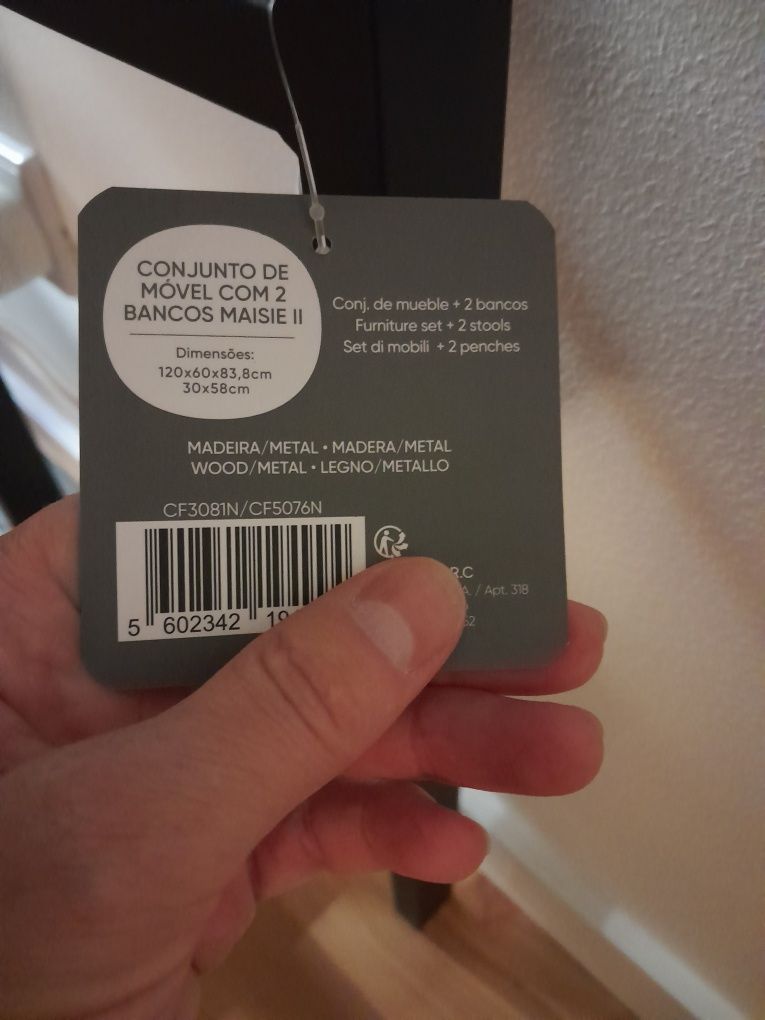 CONJUNTO DE
MÓVEL COM 2
BANCOS MAISIE II
Dimensões:
120x60x83,8cm
30x58cm
Conj. de mueble + 2 bancos
Furniture set + 2 stools
Set di mobili + 2 penches
MADEIRA/METAL • MADERA/METAL
WOOD/METAL • LEGNO/METALLO
CF3081N/CF5076N
5 602342
R.C
/ Apt. 318